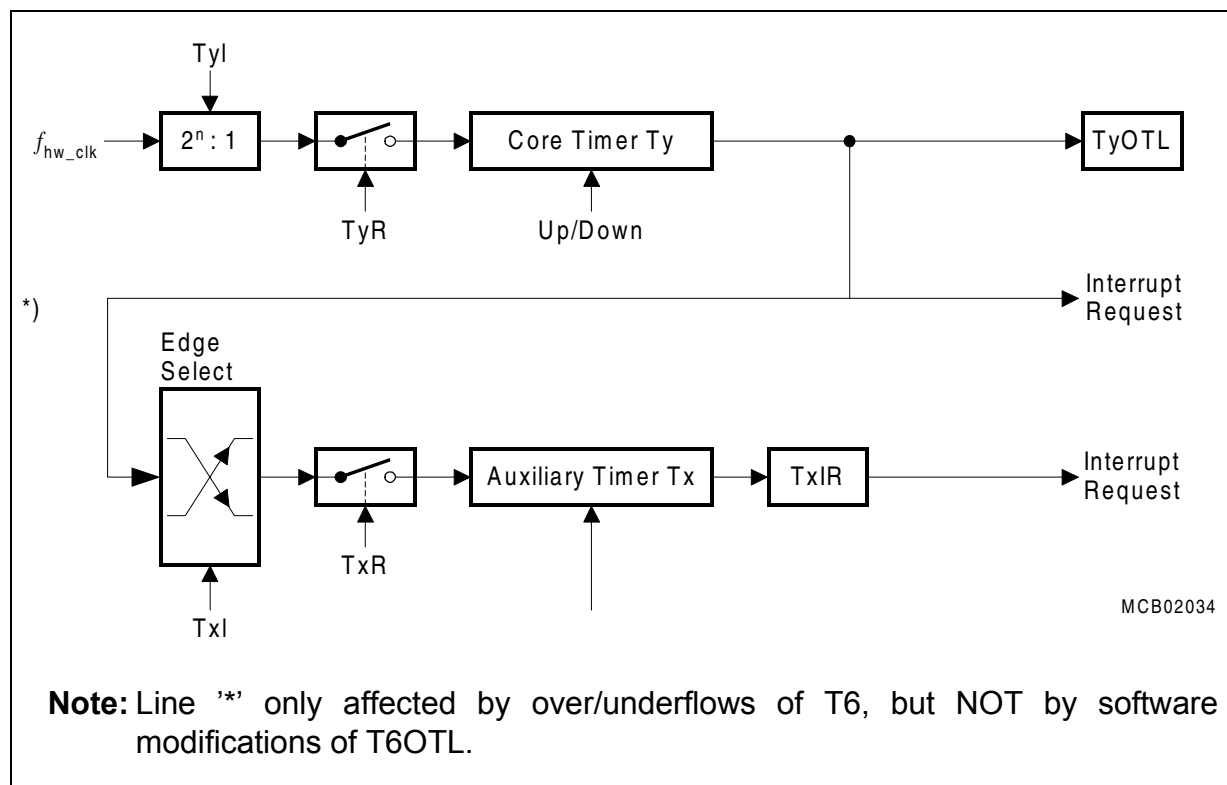 TyI
f hw_clk
2ⁿ : 1
Core Timer Ty
TyOTL
TyR
Up/Down
*)
Interrupt
Request
Edge
Select
Auxiliary Timer Tx
TxIR
Interrupt
Request
TxR
TxI
MCB02034
Note: Line ’*’ only affected by over/underflows of T6, but NOT by software
modifications of T6OTL.